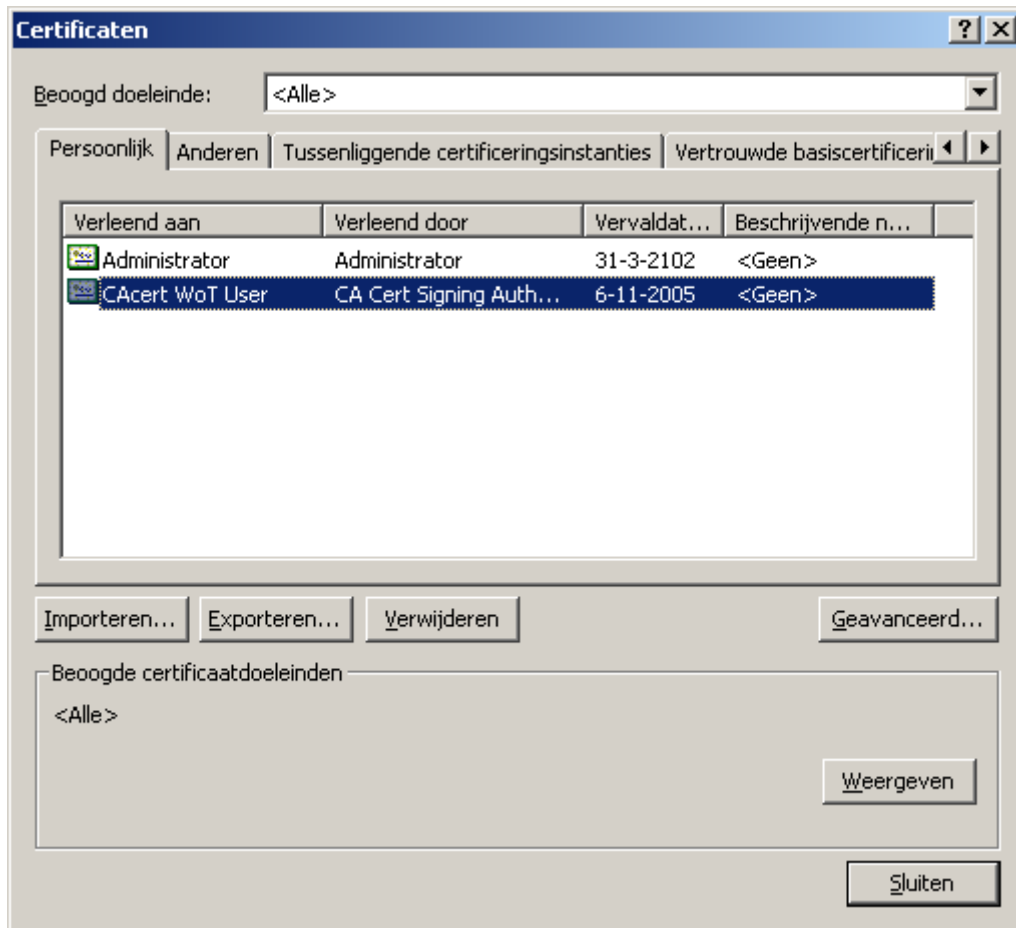 Certificaten
Beoogd doeleinde: <Alle>
Persoonlijk Anderen Tussenliggende certificeringsinstanties Vertrouwde basiscertificerin
Verleend aan Verleend door Vervaldat... Beschrijvende n...
Administrator Administrator 31-3-2102 <Geen>
CAcert WoT User CA Cert Signing Auth... 6-11-2005 <Geen>
Importeren... Exporteren... Verwijderen Geavanceerd...
Beoogde certificaatdoeleinden
<Alle>
Weergeven
Sluiten